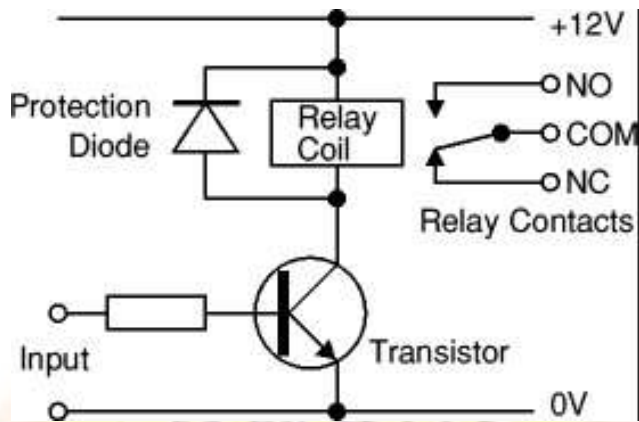 +12V
Protection
Diode
Relay
Coil
NO
COM
NC
Relay Contacts
Input
Transistor
0V